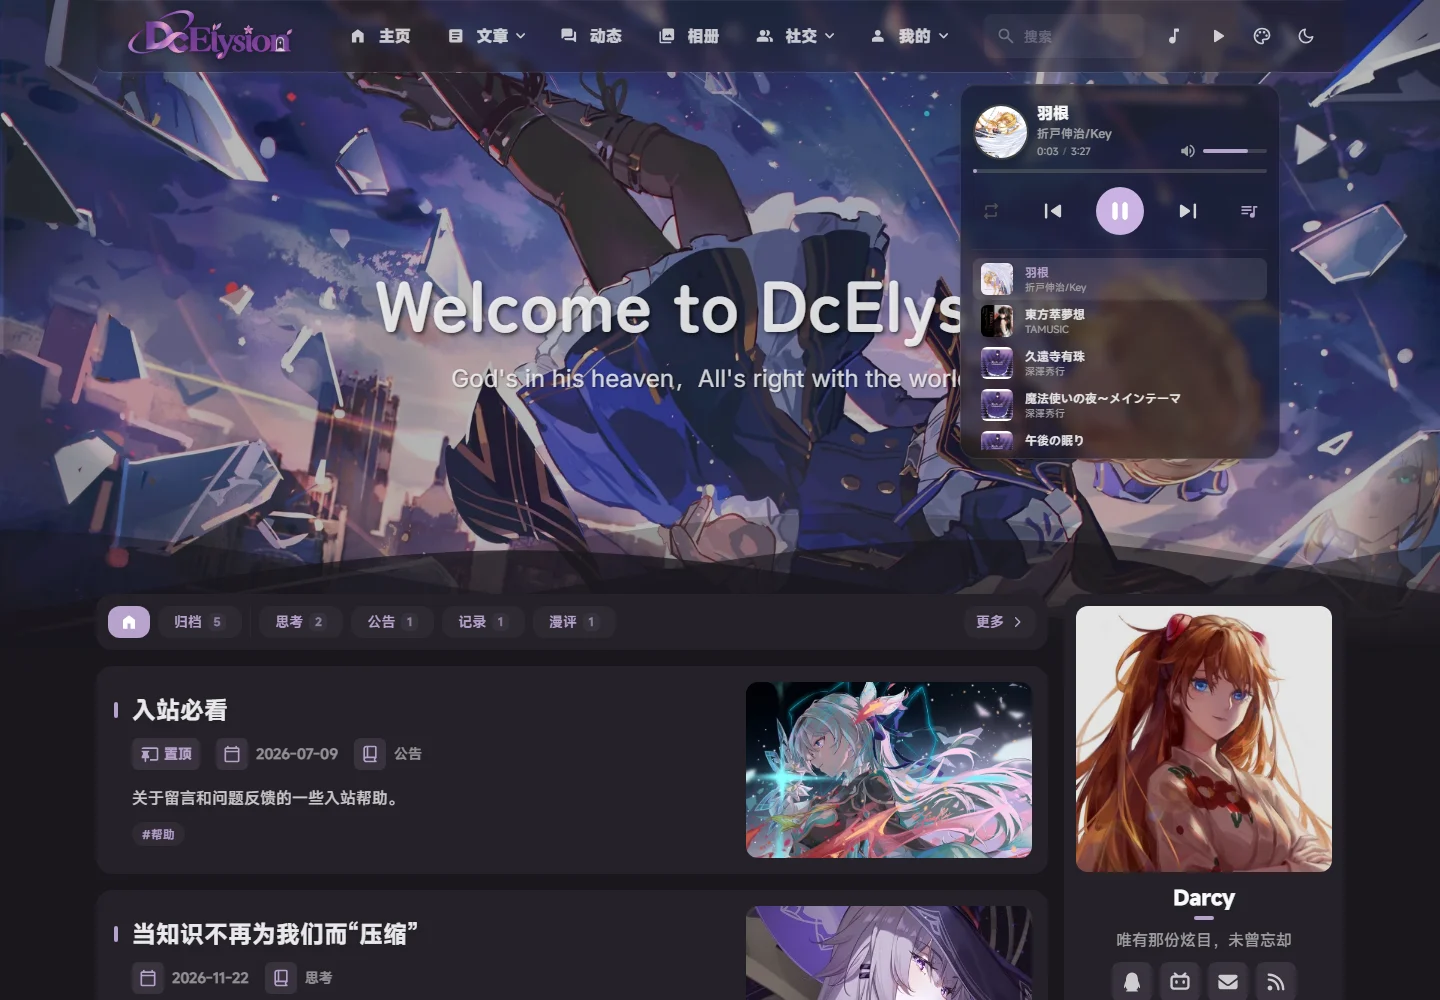 DcElysion
主页
文章
动态
相册
社交
我的
搜索
羽根
折戸伸治/Key
0:03 / 3:27
羽根
折戸伸治/Key
東方萃夢想
TAMUSIC
久遠寺有珠
深澤秀行
魔法使いの夜～メインテーマ
深澤秀行
午後の眠り
Welcome to DcElys
God's in his heaven，All's right with the worl
归档 5
思考 2
公告 1
记录 1
漫评 1
更多
入站必看
置顶 2026-07-09 公告
关于留言和问题反馈的一些入站帮助。
#帮助
当知识不再为我们而“压缩”
2026-11-22 思考
Darcy
唯有那份炫目，未曾忘却